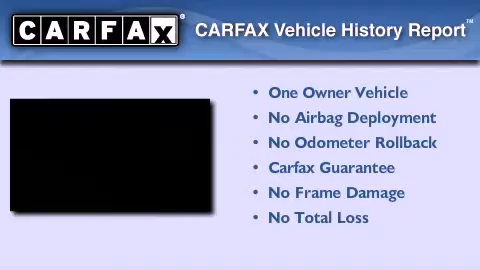 CARFAX® CARFAX Vehicle History Report™
• One Owner Vehicle
• No Airbag Deployment
• No Odometer Rollback
• Carfax Guarantee
• No Frame Damage
• No Total Loss